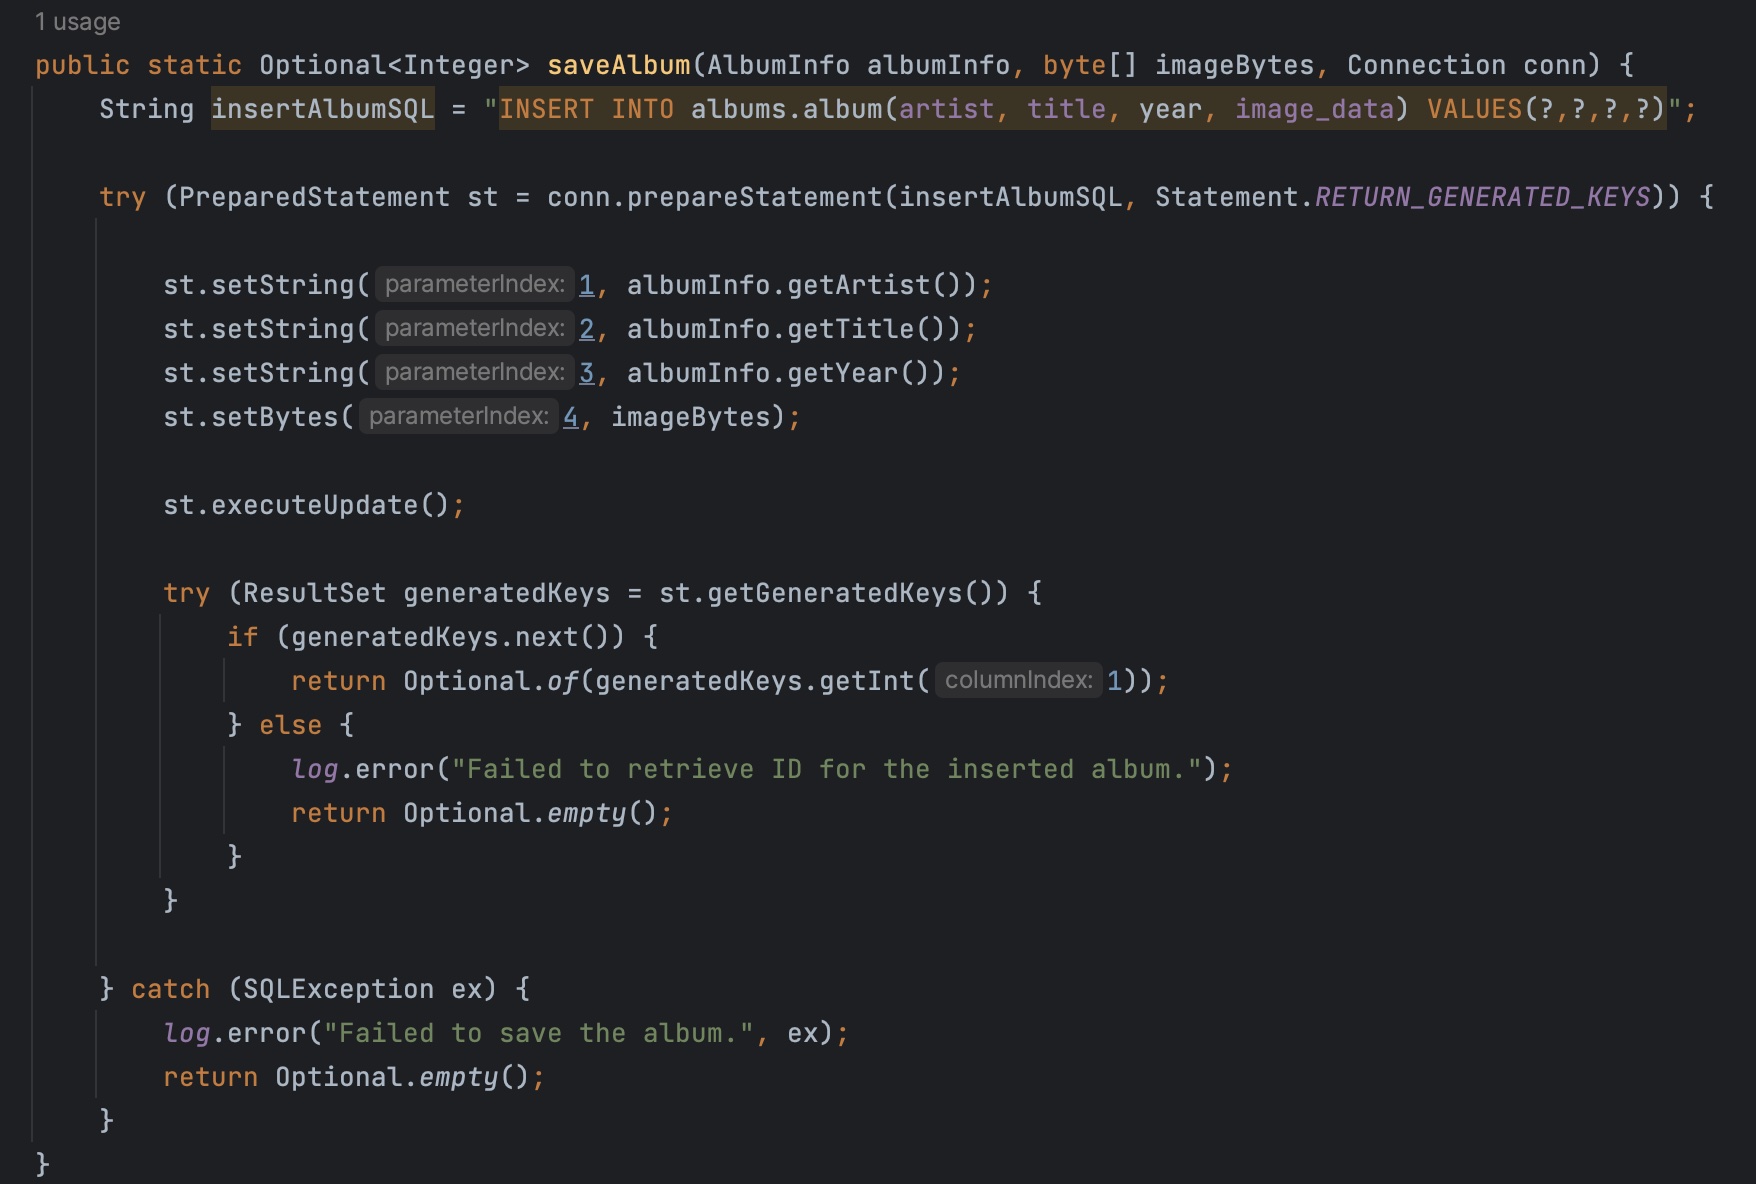 1 usage
public static Optional<Integer> saveAlbum(AlbumInfo albumInfo, byte[] imageBytes, Connection conn) {
String insertAlbumSQL = "INSERT INTO albums.album(artist, title, year, image_data) VALUES(?,?,?,?)";
try (PreparedStatement st = conn.prepareStatement(insertAlbumSQL, Statement.RETURN_GENERATED_KEYS)) {
st.setString( parameterIndex: 1, albumInfo.getArtist());
st.setString( parameterIndex: 2, albumInfo.getTitle());
st.setString( parameterIndex: 3, albumInfo.getYear());
st.setBytes( parameterIndex: 4, imageBytes);
st.executeUpdate();
try (ResultSet generatedKeys = st.getGeneratedKeys()) {
if (generatedKeys.next()) {
return Optional.of(generatedKeys.getInt( columnIndex: 1));
} else {
log.error("Failed to retrieve ID for the inserted album.");
return Optional.empty();
}
}
} catch (SQLException ex) {
log.error("Failed to save the album.", ex);
return Optional.empty();
}
}